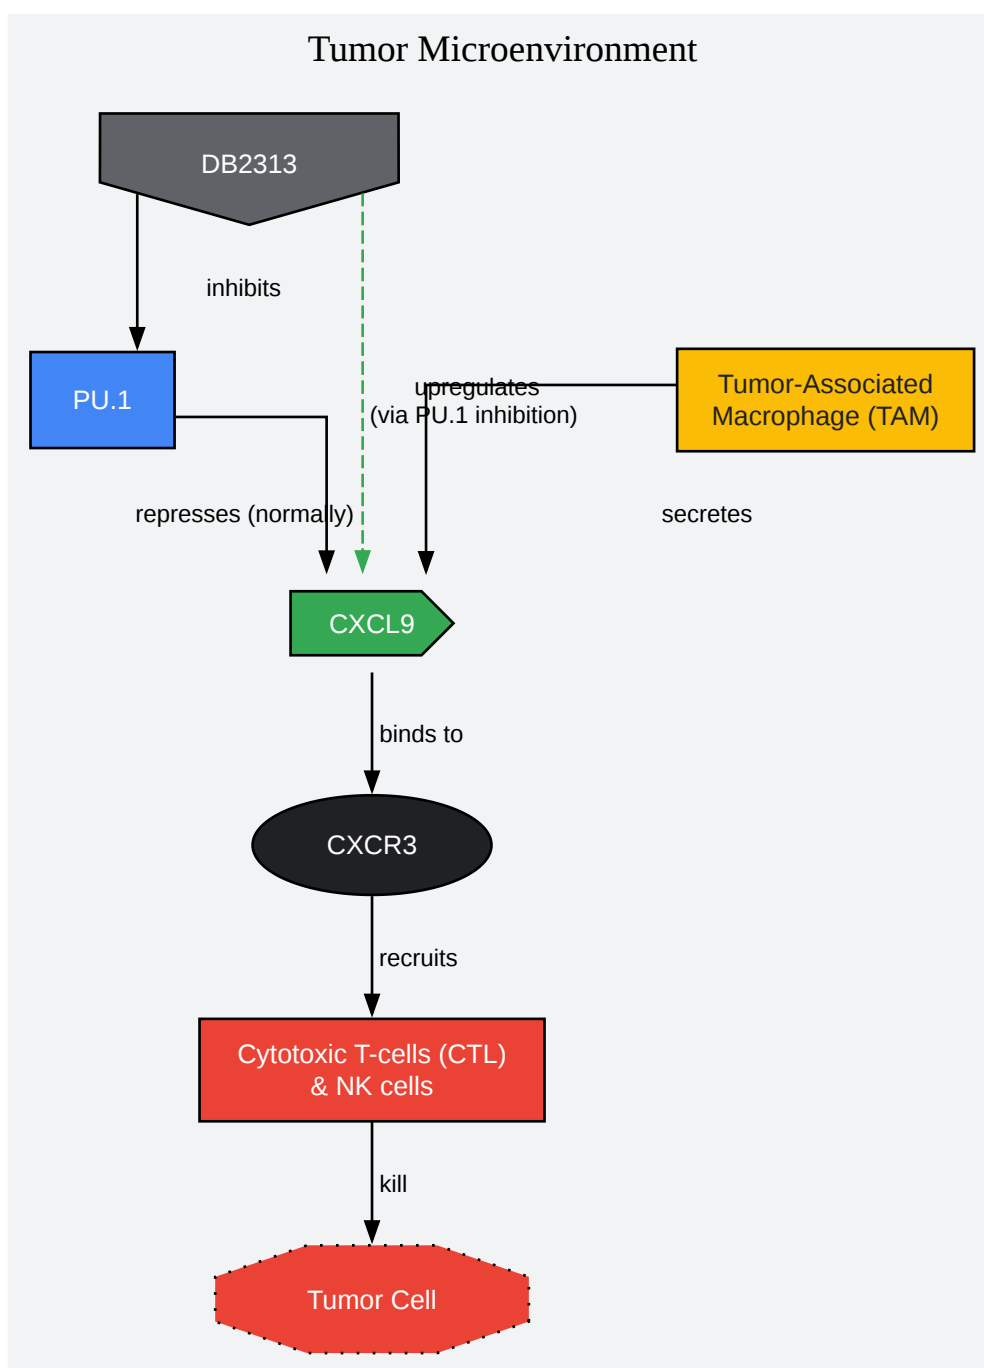 Tumor Microenvironment
DB2313
inhibits
PU.1
upregulates
(via PU.1 inhibition)
Tumor-Associated
Macrophage (TAM)
represses (normally)
secretes
CXCL9
binds to
CXCR3
recruits
Cytotoxic T-cells (CTL)
& NK cells
kill
Tumor Cell